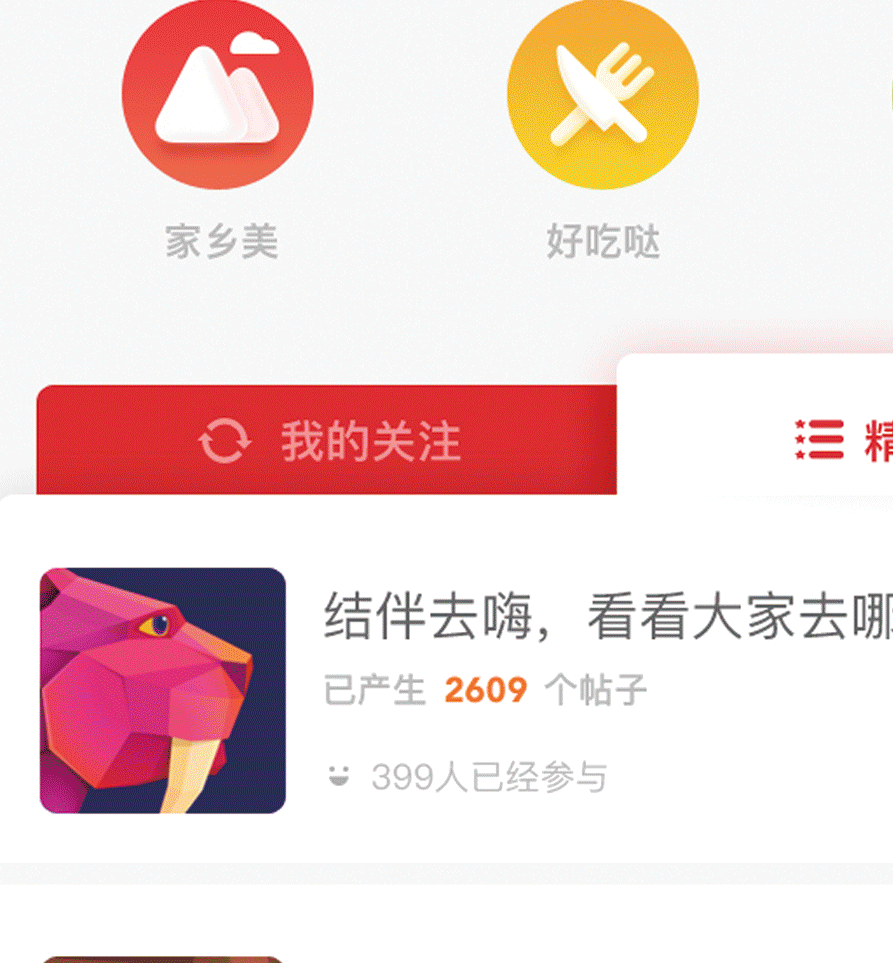 家乡美 好吃哒
我的关注 精
结伴去嗨，看看大家去哪
已产生 2609 个帖子
399人已经参与